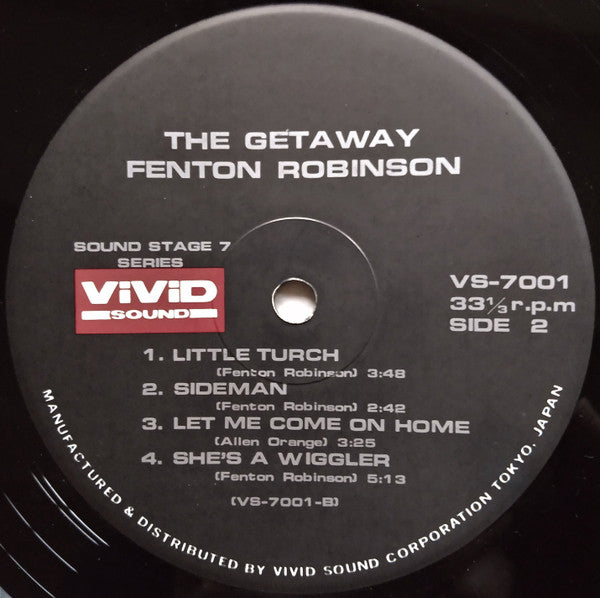 THE GETAWAY
FENTON ROBINSON
SOUND STAGE 7
SERIES
ViViD
SOUND
VS-7001
33 1/3 r.p.m
SIDE 2
1. LITTLE TURCH
(Fenton Robinson) 3:48
2. SIDEMAN
(Fenton Robinson) 2:42
3. LET ME COME ON HOME
(Allen Orange) 3:25
4. SHE'S A WIGGLER
(Fenton Robinson) 5:13
(VS-7001-B)
MANUFACTURED & DISTRIBUTED BY VIVID SOUND CORPORATION TOKYO. JAPAN